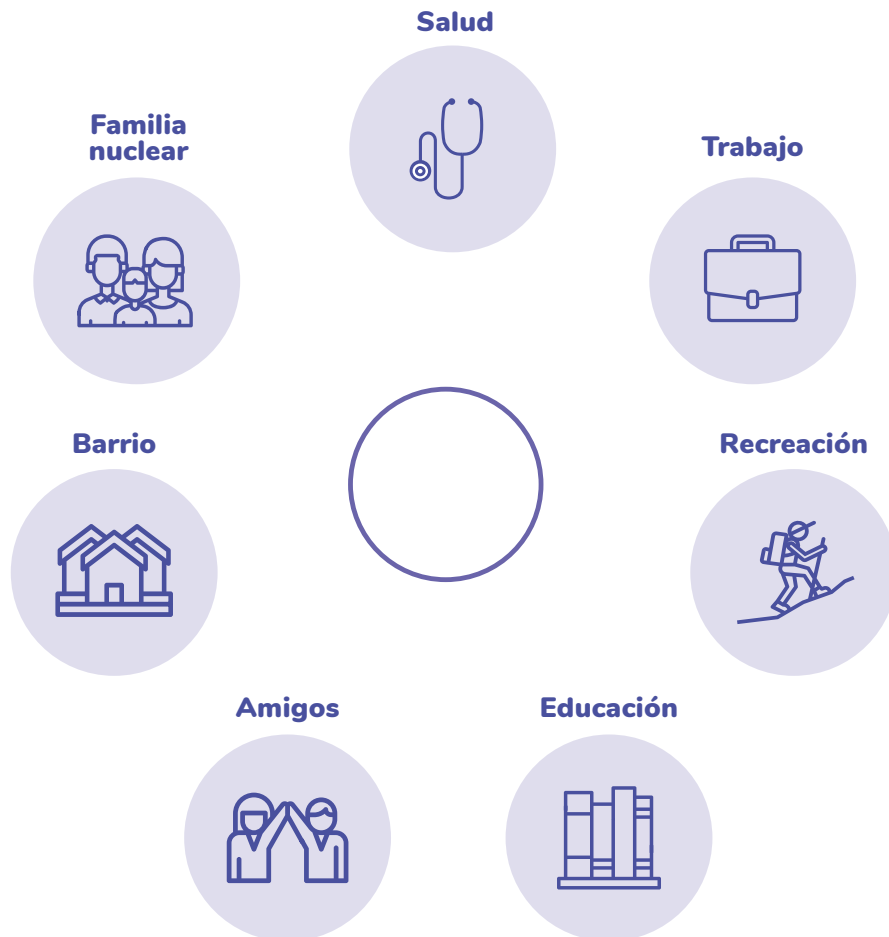 Salud
Familia
nuclear
Trabajo
Barrio
Recreación
Amigos
Educación